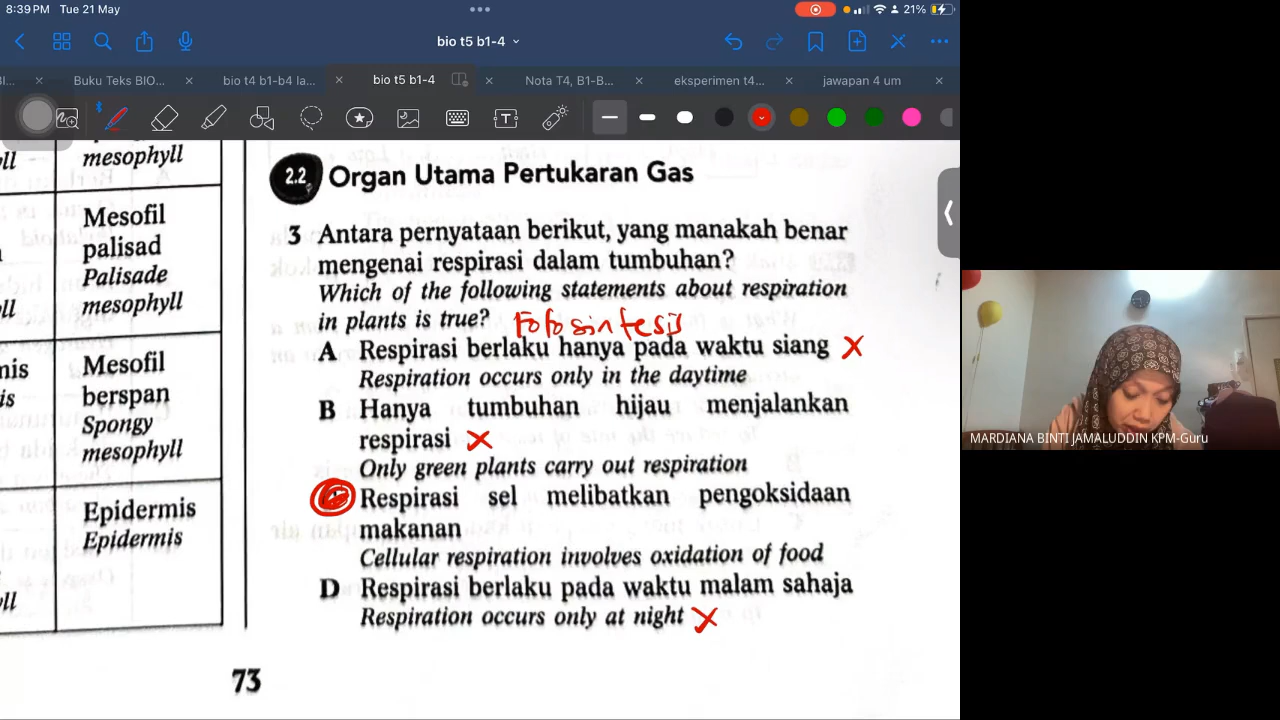 8:39 PM Tue 21 May
21%
bio t5 b1-4
Buku Teks BIO...
bio t4 b1-b4 la...
bio t5 b1-4
Nota T4, B1-B...
eksperimen t4...
jawapan 4 um
mesophyll
Mesofil
palisad
Palisade
mesophyll
Mesofil
berspan
Spongy
mesophyll
Epidermis
Epidermis
2.2 Organ Utama Pertukaran Gas
3 Antara pernyataan berikut, yang manakah benar
mengenai respirasi dalam tumbuhan?
Which of the following statements about respiration
in plants is true?
Fotosintesis
A Respirasi berlaku hanya pada waktu siang X
Respiration occurs only in the daytime
B Hanya tumbuhan hijau menjalankan
respirasi X
Only green plants carry out respiration
Respirasi sel melibatkan pengoksidaan
makanan
Cellular respiration involves oxidation of food
D Respirasi berlaku pada waktu malam sahaja
Respiration occurs only at night X
73
MARDIANA BINTI JAMALUDDIN KPM-Guru